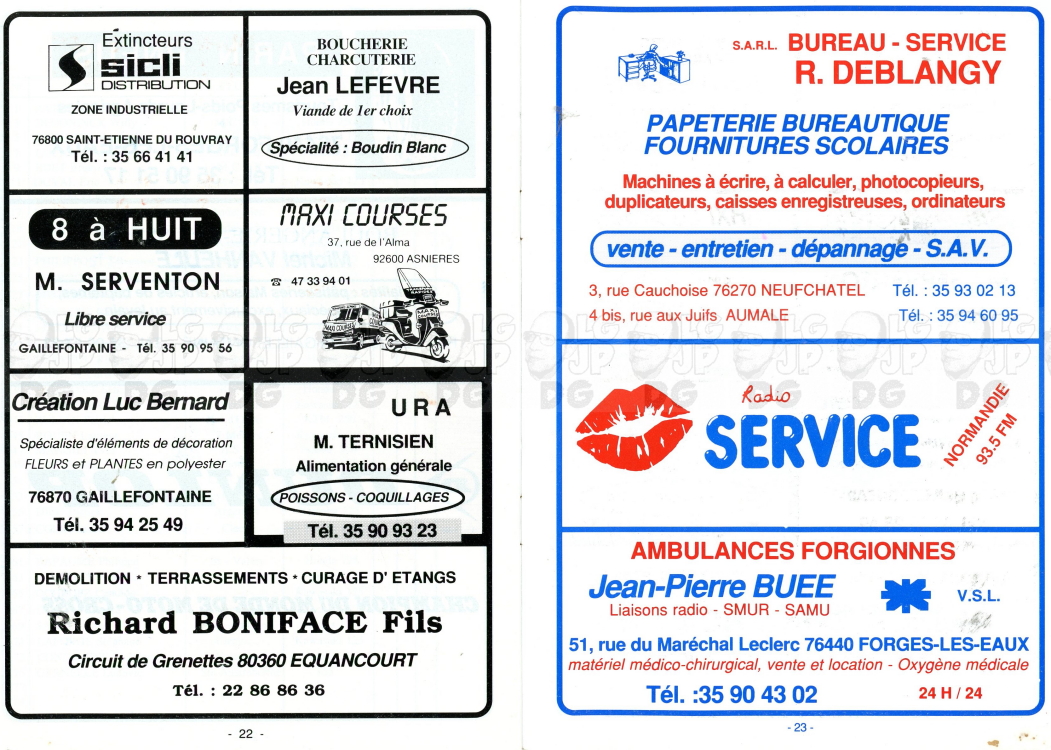 Extincteurs
sicli
DISTRIBUTION
ZONE INDUSTRIELLE
76800 SAINT-ETIENNE DU ROUVRAY
Tél. : 35 66 41 41
BOUCHERIE
CHARCUTERIE
Jean LEFEVRE
Viande de 1er choix
Spécialité : Boudin Blanc
8 à HUIT
M. SERVENTON
Libre service
GAILLEFONTAINE - Tél. 35 90 95 56
MAXI COURSES
37, rue de l'Alma
92600 ASNIERES
☎ 47 33 94 01
MAXI COURSES
Création Luc Bernard
Spécialiste d'éléments de décoration
FLEURS et PLANTES en polyester
76870 GAILLEFONTAINE
Tél. 35 94 25 49
URA
M. TERNISIEN
Alimentation générale
POISSONS - COQUILLAGES
Tél. 35 90 93 23
DEMOLITION * TERRASSEMENTS * CURAGE D' ETANGS
Richard BONIFACE Fils
Circuit de Grenettes 80360 EQUANCOURT
Tél. : 22 86 86 36
- 22 -
S.A.R.L. BUREAU - SERVICE
R. DEBLANGY
PAPETERIE BUREAUTIQUE
FOURNITURES SCOLAIRES
Machines à écrire, à calculer, photocopieurs,
duplicateurs, caisses enregistreuses, ordinateurs
vente - entretien - dépannage - S.A.V.
3, rue Cauchoise 76270 NEUFCHATEL Tél. : 35 93 02 13
4 bis, rue aux Juifs AUMALE Tél. : 35 94 60 95
Radio
SERVICE
NORMANDIE
93.5 FM
AMBULANCES FORGIONNES
Jean-Pierre BUEE
V.S.L.
Liaisons radio - SMUR - SAMU
51, rue du Maréchal Leclerc 76440 FORGES-LES-EAUX
matériel médico-chirurgical, vente et location - Oxygène médicale
Tél. :35 90 43 02 24 H / 24
- 23 -
LG JP DG